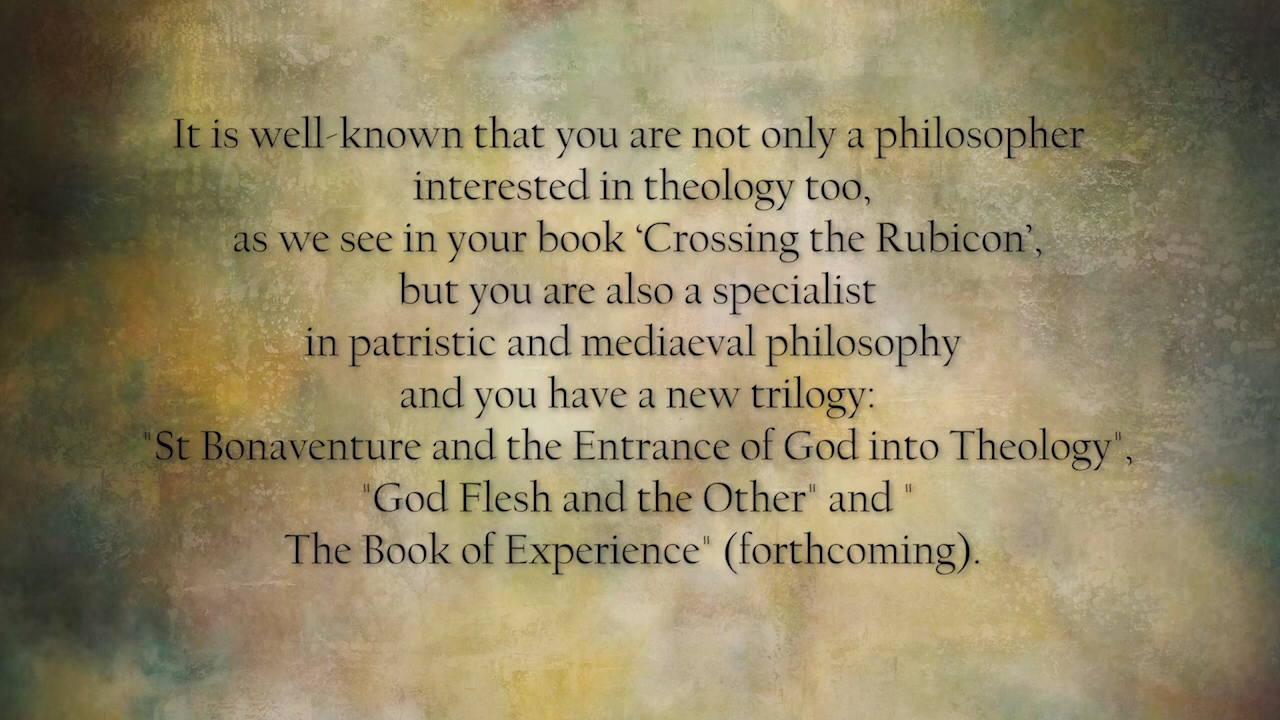 It is well-known that you are not only a philosopher
interested in theology too,
as we see in your book ‘Crossing the Rubicon’,
but you are also a specialist
in patristic and mediaeval philosophy
and you have a new trilogy:
"St Bonaventure and the Entrance of God into Theology",
"God Flesh and the Other" and "
The Book of Experience" (forthcoming).